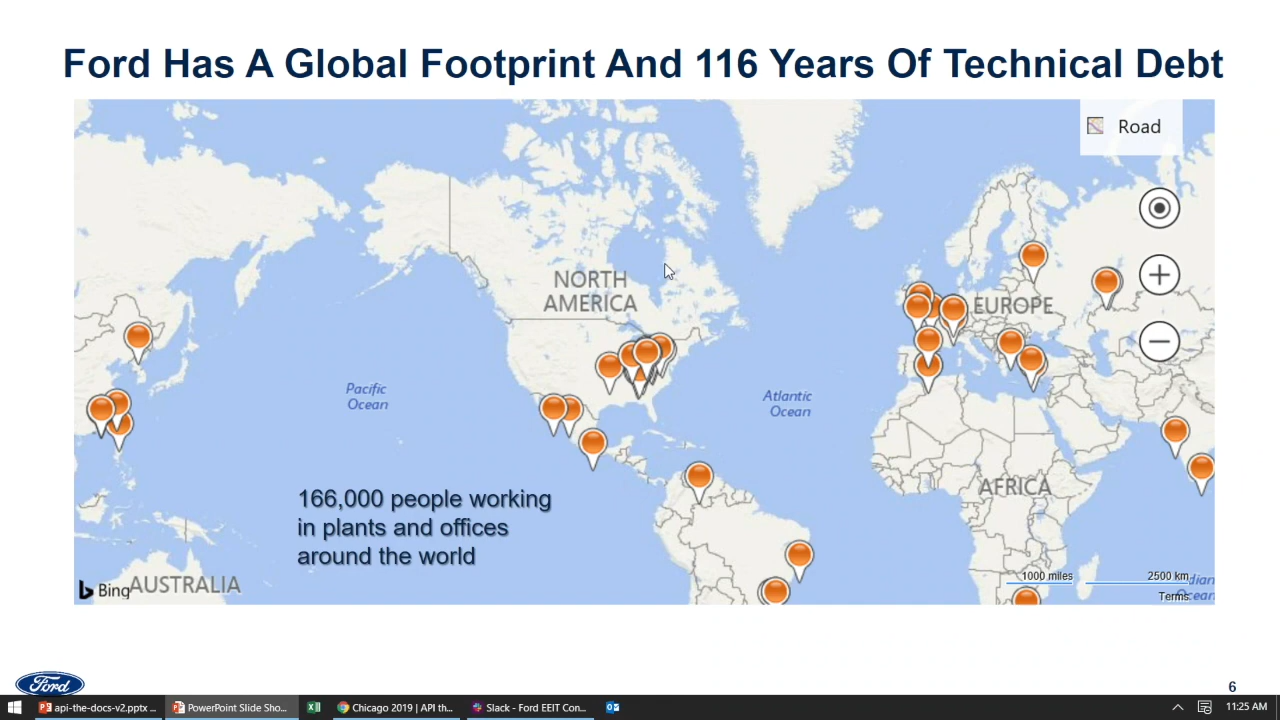 Ford Has A Global Footprint And 116 Years Of Technical Debt
Road
NORTH
AMERICA
EUROPE
Pacific
Ocean
Atlantic
Ocean
AFRICA
166,000 people working
in plants and offices
around the world
Bing
AUSTRALIA
1000 miles
2500 km
Terms
Ford
6
api-the-docs-v2.pptx ...
PowerPoint Slide Sho...
Chicago 2019 | API th...
Slack - Ford EEIT Con...
11:25 AM